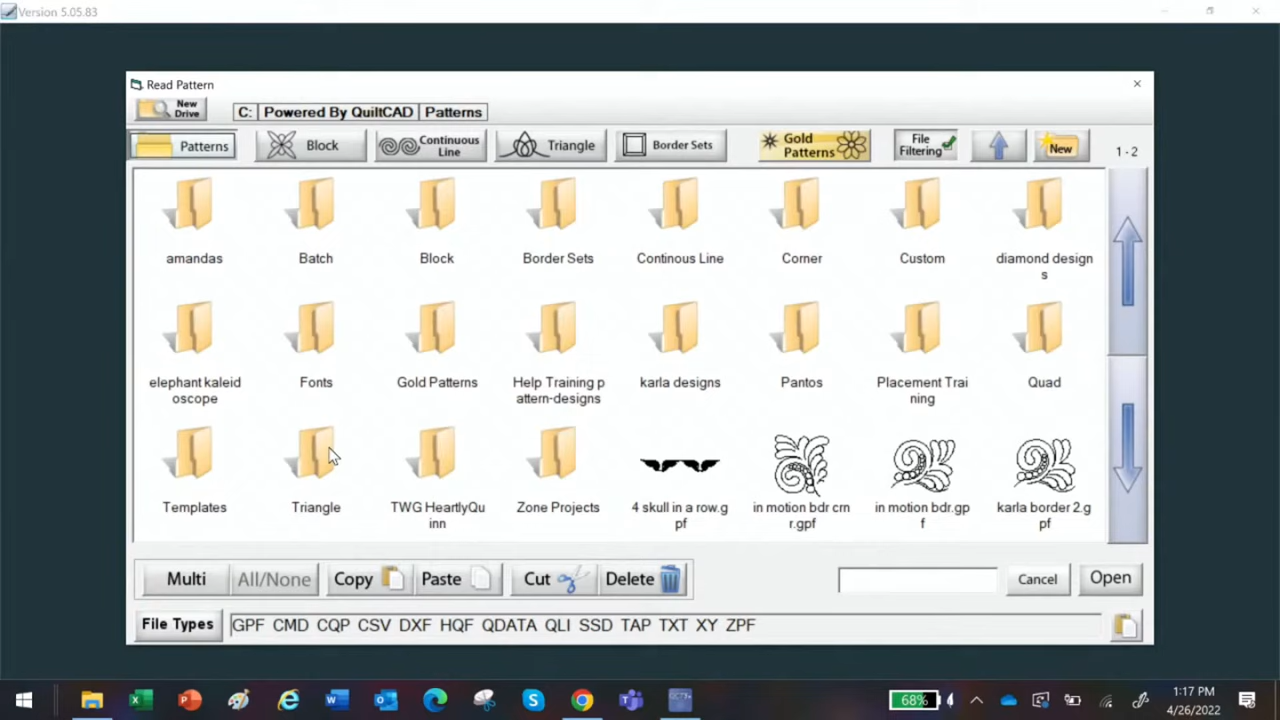 Version 5.05.83
Read Pattern
New
Drive
C: Powered By QuiltCAD Patterns
Patterns
Block
Continuous
Line
Triangle
Border Sets
Gold
Patterns
File
Filtering
New
1 - 2
amandas
Batch
Block
Border Sets
Continous Line
Corner
Custom
diamond design
s
elephant kaleid
oscope
Fonts
Gold Patterns
Help Training p
attern-designs
karla designs
Pantos
Placement Trai
ning
Quad
Templates
Triangle
TWG HeartlyQu
inn
Zone Projects
4 skull in a row.g
pf
in motion bdr crn
r.gpf
in motion bdr.gp
f
karla border 2.g
pf
Multi
All/None
Copy
Paste
Cut
Delete
Cancel
Open
File Types
GPF CMD CQP CSV DXF HQF QDATA QLI SSD TAP TXT XY ZPF
68%
1:17 PM
4/26/2022